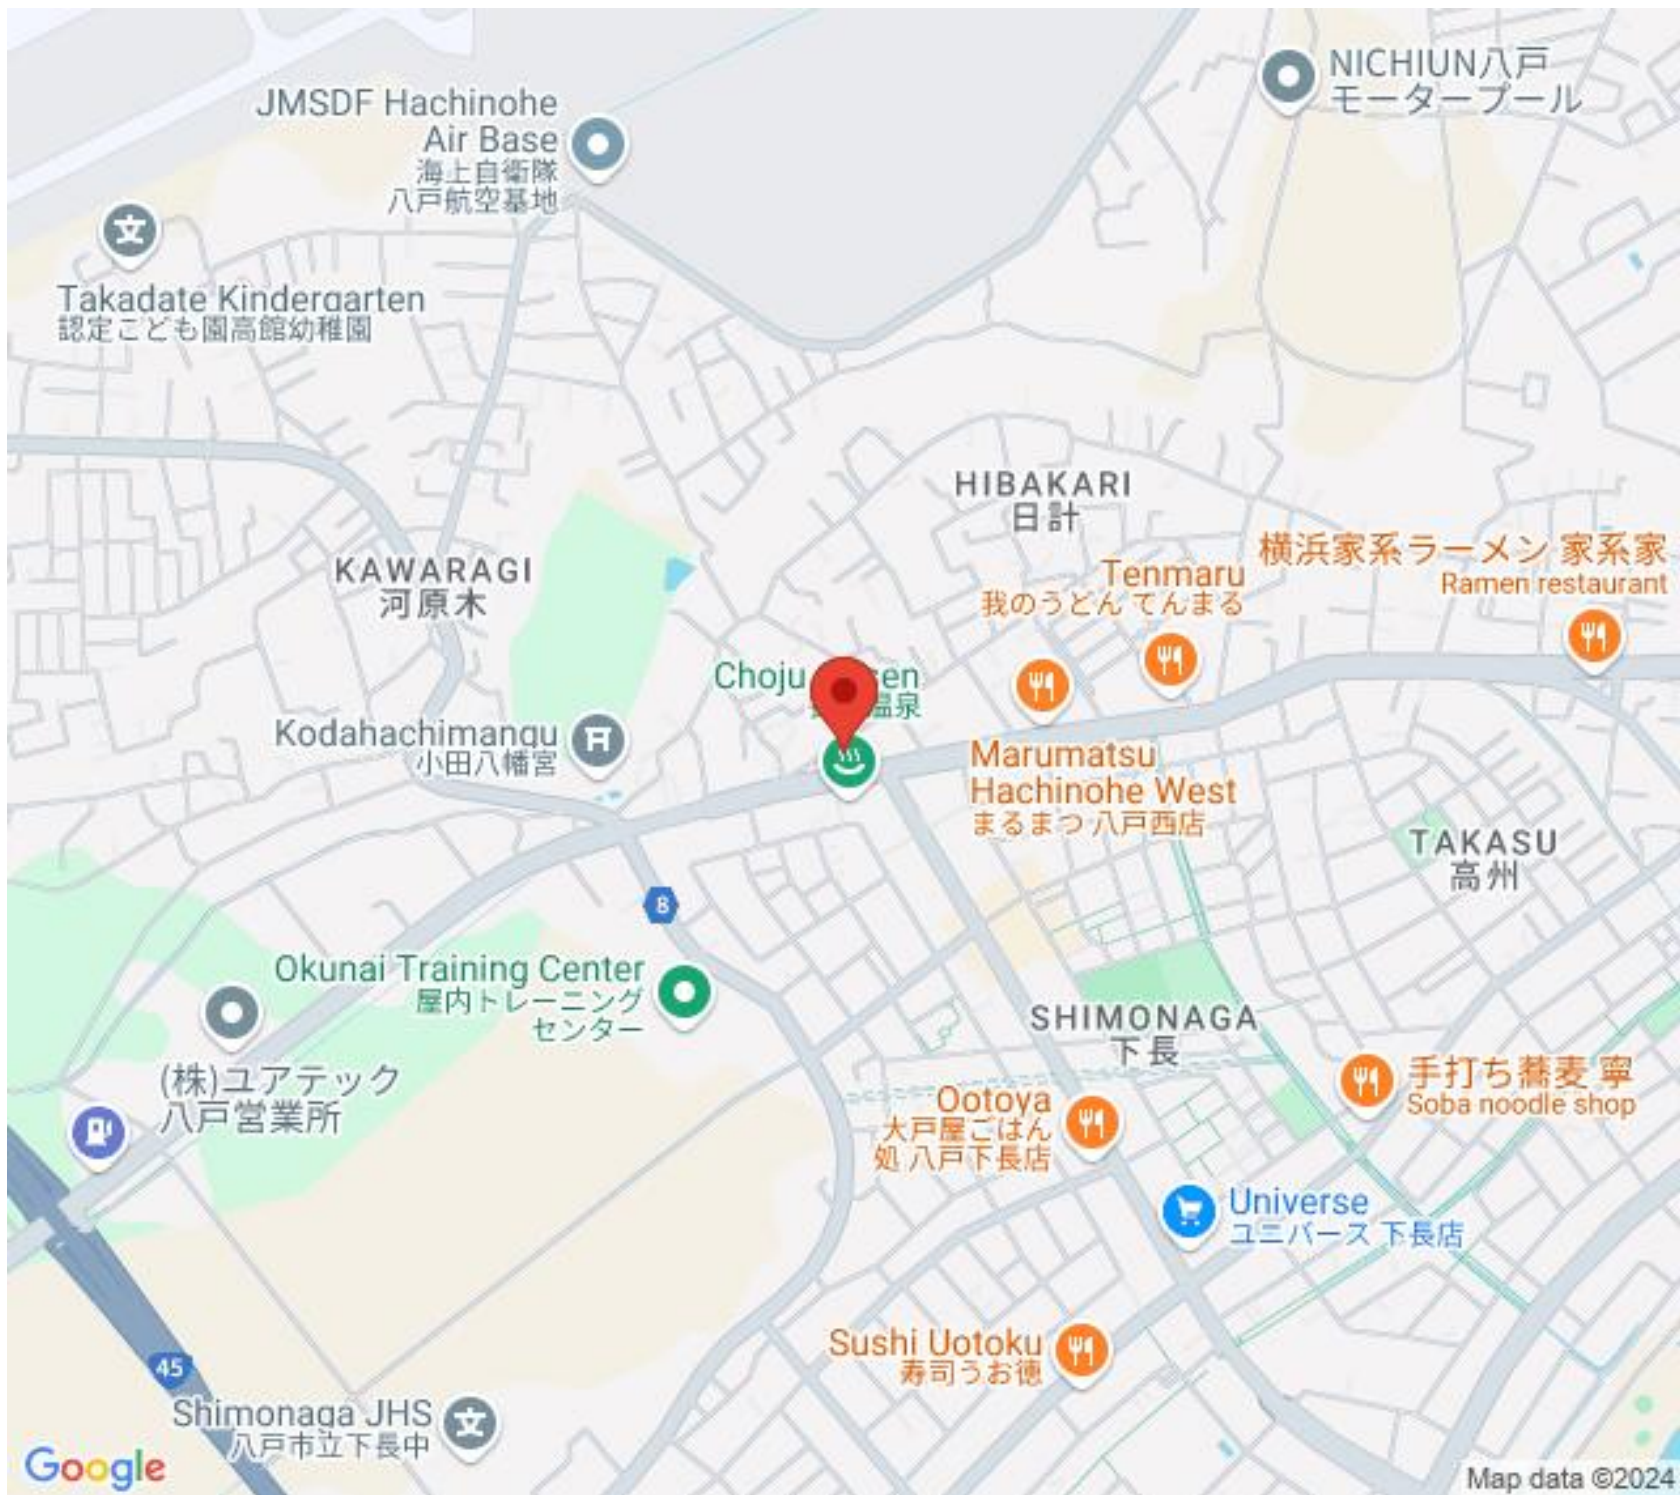 NICHIUN八戸
モータープール
JMSDF Hachinohe
Air Base
海上自衛隊
八戸航空基地
Takadate Kindergarten
認定こども園高館幼稚園
HIBAKARI
日計
KAWARAGI
河原木
横浜家系ラーメン 家系家
Ramen restaurant
Tenmaru
我のうどん てんまる
Choju
sen
温泉
Kodahachimangu
小田八幡宮
Marumatsu
Hachinohe West
まるまつ 八戸西店
TAKASU
高州
8
Okunai Training Center
屋内トレーニング
センター
SHIMONAGA
下長
(株)ユアテック
八戸営業所
手打ち蕎麦 寧
Soba noodle shop
Ootoya
大戸屋ごはん
処 八戸下長店
Universe
ユニバース 下長店
Sushi Uotoku
寿司うお徳
45
Shimonaga JHS
八戸市立下長中
Google
Map data ©2024